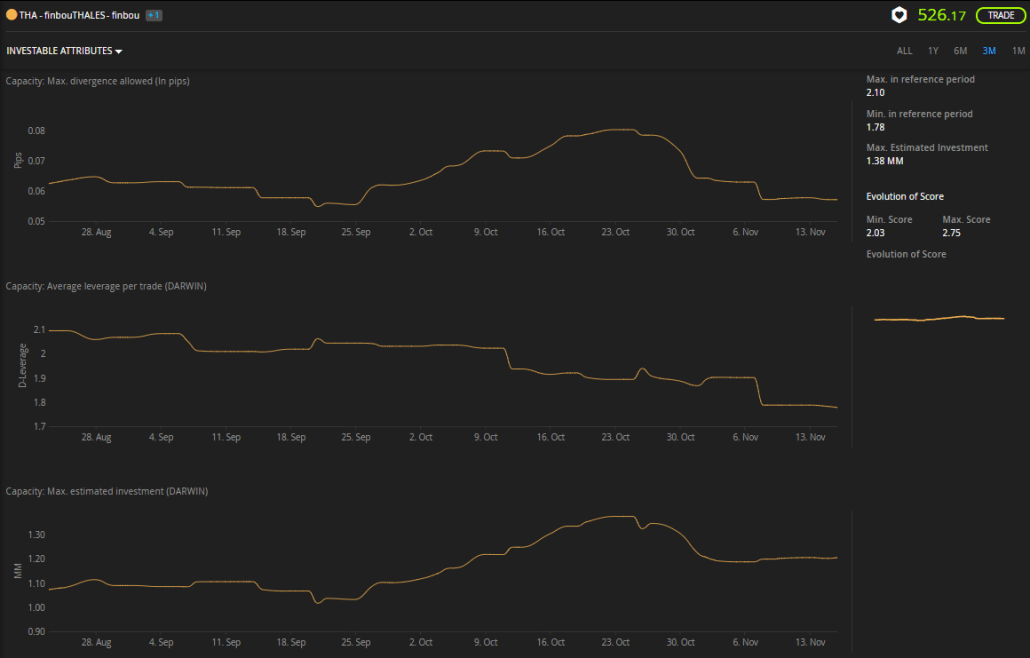 THA - finbouTHALES - finbou +1 526.17 TRADE
INVESTABLE ATTRIBUTES ALL 1Y 6M 3M 1M
Capacity: Max. divergence allowed (In pips)
Pips
0.08
0.07
0.06
0.05
28. Aug 4. Sep 11. Sep 18. Sep 25. Sep 2. Oct 9. Oct 16. Oct 23. Oct 30. Oct 6. Nov 13. Nov
Max. in reference period
2.10
Min. in reference period
1.78
Max. Estimated Investment
1.38 MM
Evolution of Score
Min. Score Max. Score
2.03 2.75
Evolution of Score
Capacity: Average leverage per trade (DARWIN)
D-Leverage
2.1
2
1.9
1.8
1.7
28. Aug 4. Sep 11. Sep 18. Sep 25. Sep 2. Oct 9. Oct 16. Oct 23. Oct 30. Oct 6. Nov 13. Nov
Capacity: Max. estimated investment (DARWIN)
MM
1.30
1.20
1.10
1.00
0.90
28. Aug 4. Sep 11. Sep 18. Sep 25. Sep 2. Oct 9. Oct 16. Oct 23. Oct 30. Oct 6. Nov 13. Nov